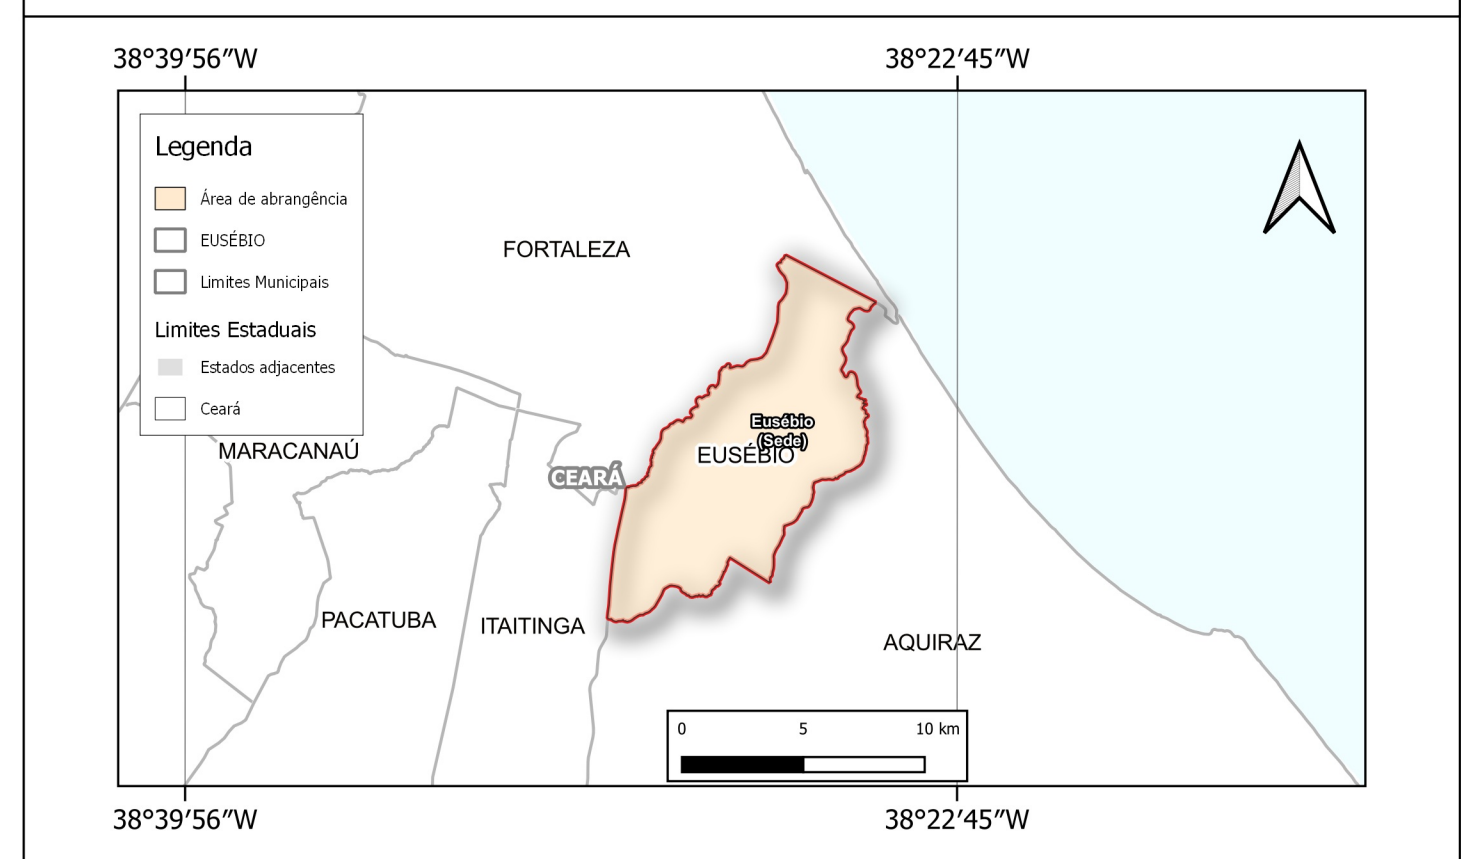 38°39′56″W
38°22′45″W
Legenda
Área de abrangência
EUSÉBIO
Limites Municipais
Limites Estaduais
Estados adjacentes
Ceará
FORTALEZA
Eusébio
(Sede)
EUSÉBIO
MARACANAÚ
CEARÁ
PACATUBA
ITAITINGA
AQUIRAZ
0 5 10 km
38°39′56″W
38°22′45″W